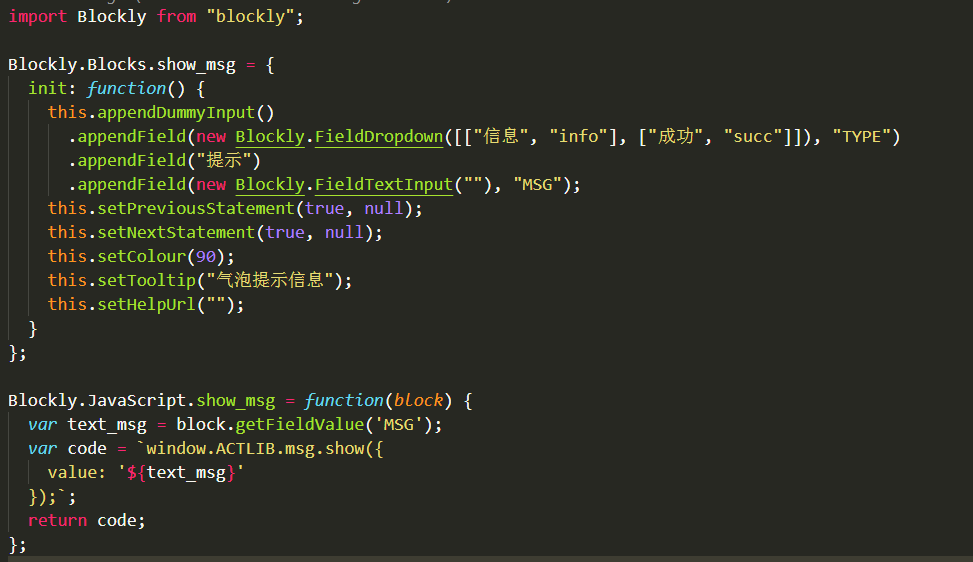 import Blockly from "blockly";
Blockly.Blocks.show_msg = {
init: function() {
this.appendDummyInput()
.appendField(new Blockly.FieldDropdown([["信息", "info"], ["成功", "succ"]]), "TYPE")
.appendField("提示")
.appendField(new Blockly.FieldTextInput(""), "MSG");
this.setPreviousStatement(true, null);
this.setNextStatement(true, null);
this.setColour(90);
this.setTooltip("气泡提示信息");
this.setHelpUrl("");
}
};
Blockly.JavaScript.show_msg = function(block) {
var text_msg = block.getFieldValue('MSG');
var code = `window.ACTLIB.msg.show({
value: '${text_msg}'
});`;
return code;
};